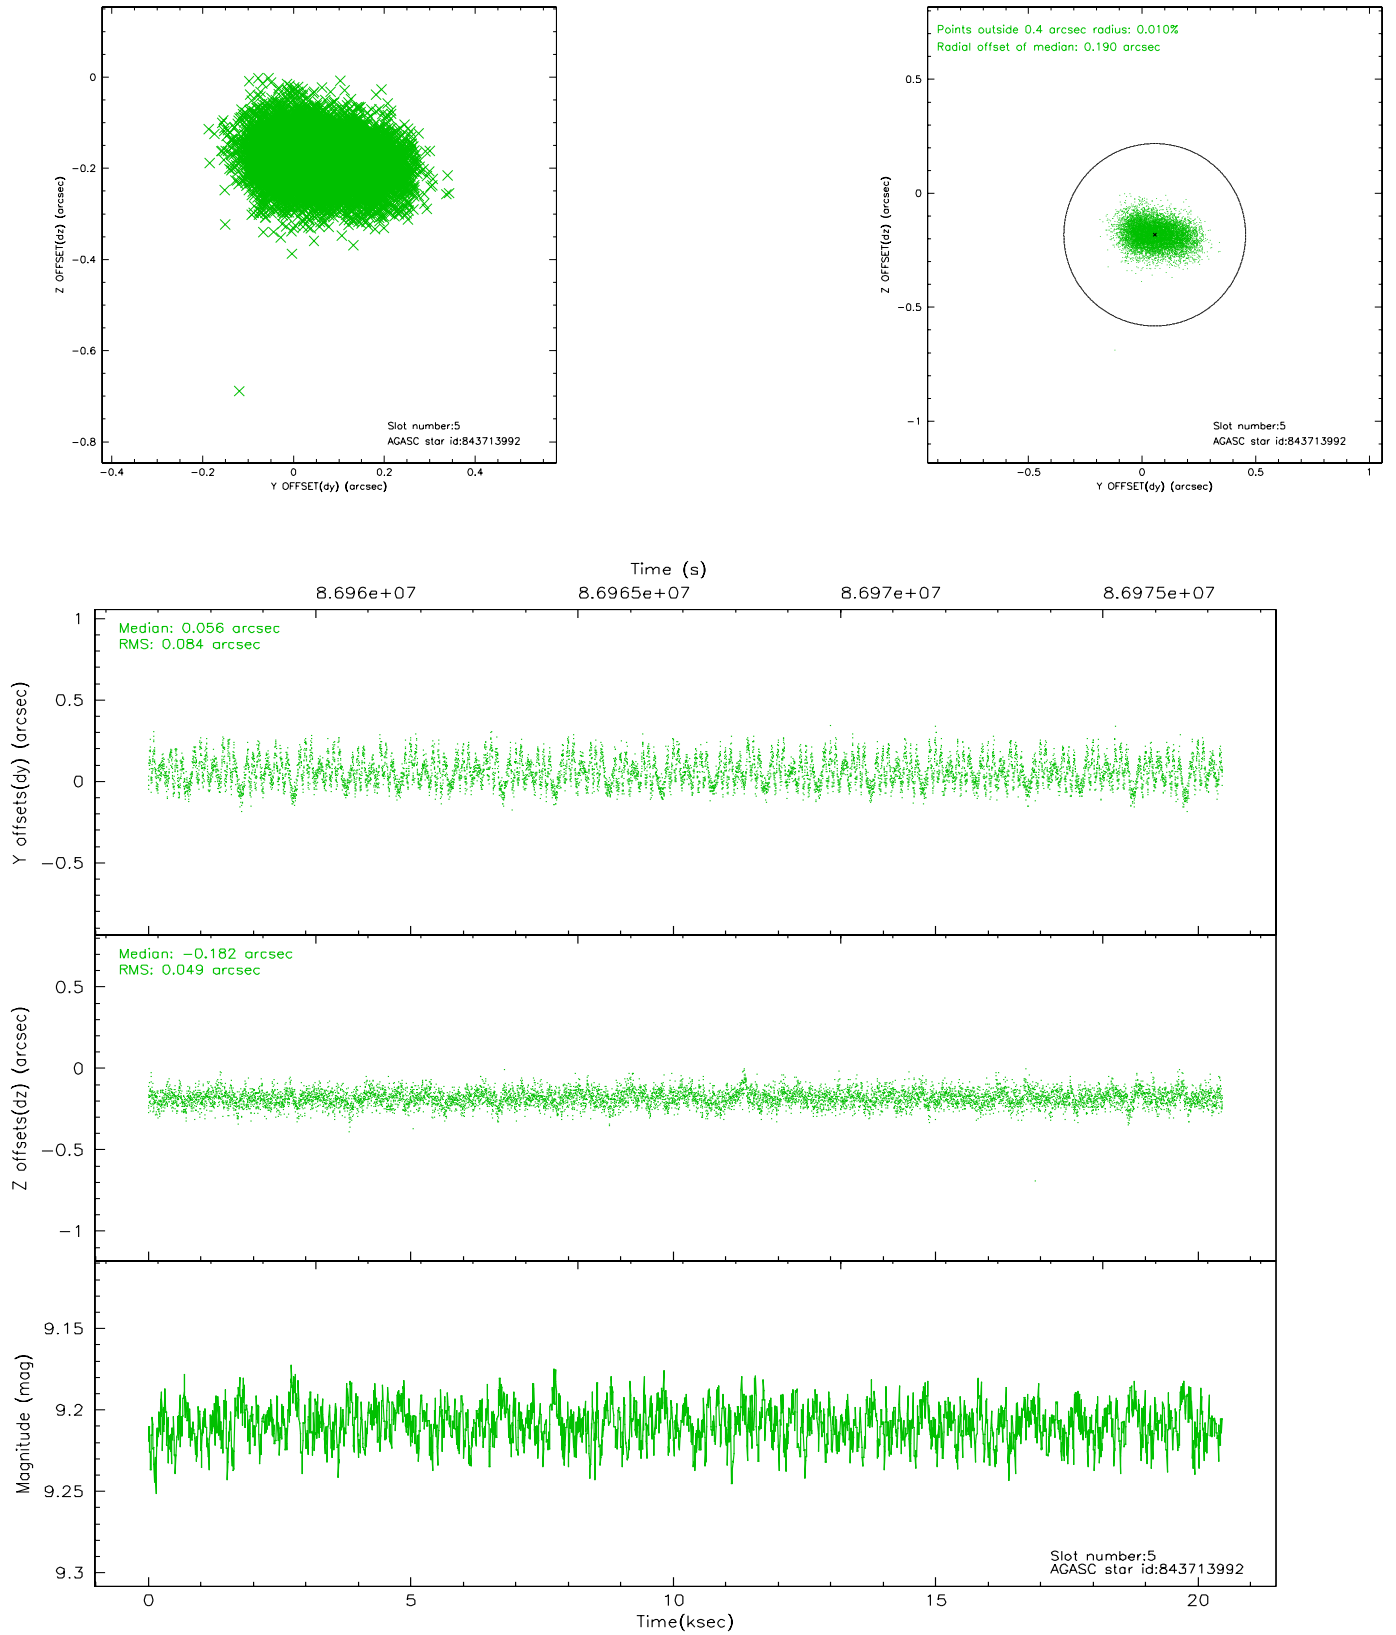 0
−0.2
−0.4
−0.6
−0.8
Z OFFSET(dz) (arcsec)
Slot number:5
AGASC star id:843713992
−0.4
−0.2
0
0.2
0.4
Y OFFSET(dy) (arcsec)
Points outside 0.4 arcsec radius: 0.010%
Radial offset of median: 0.190 arcsec
0.5
0
−0.5
−1
Z OFFSET(dz) (arcsec)
Slot number:5
AGASC star id:843713992
−0.5
0
0.5
1
Y OFFSET(dy) (arcsec)
Time (s)
8.696e+07
8.6965e+07
8.697e+07
8.6975e+07
Median: 0.056 arcsec
RMS: 0.084 arcsec
1
0.5
0
−0.5
Y offsets(dy) (arcsec)
Median: −0.182 arcsec
RMS: 0.049 arcsec
0.5
0
−0.5
−1
Z offsets(dz) (arcsec)
9.15
9.2
9.25
9.3
Magnitude (mag)
Slot number:5
AGASC star id:843713992
0
5
10
15
20
Time(ksec)